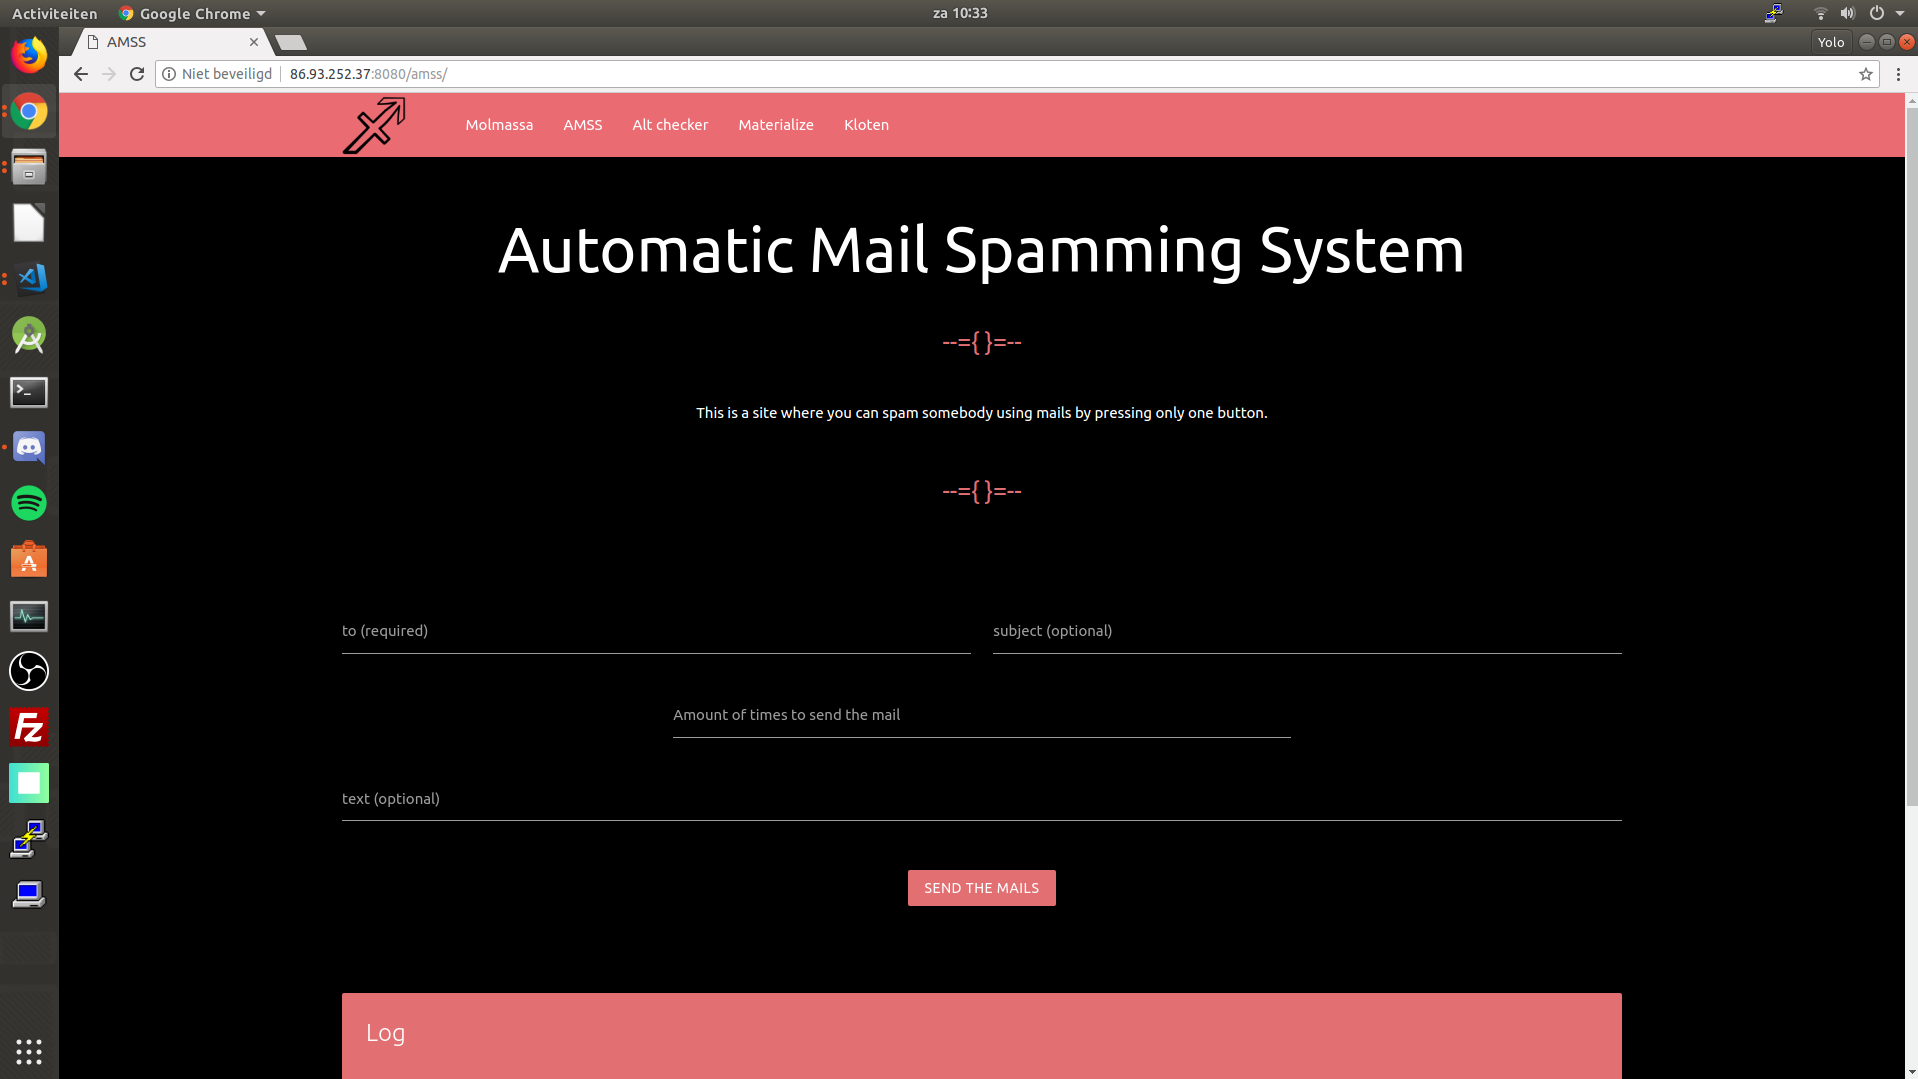 Activiteiten Google Chrome za 10:33
AMSS Yolo
Niet beveiligd 86.93.252.37:8080/amss/
Molmassa AMSS Alt checker Materialize Kloten
Automatic Mail Spamming System
--={ }=--
This is a site where you can spam somebody using mails by pressing only one button.
--={ }=--
to (required) subject (optional)
Amount of times to send the mail
text (optional)
SEND THE MAILS
Log